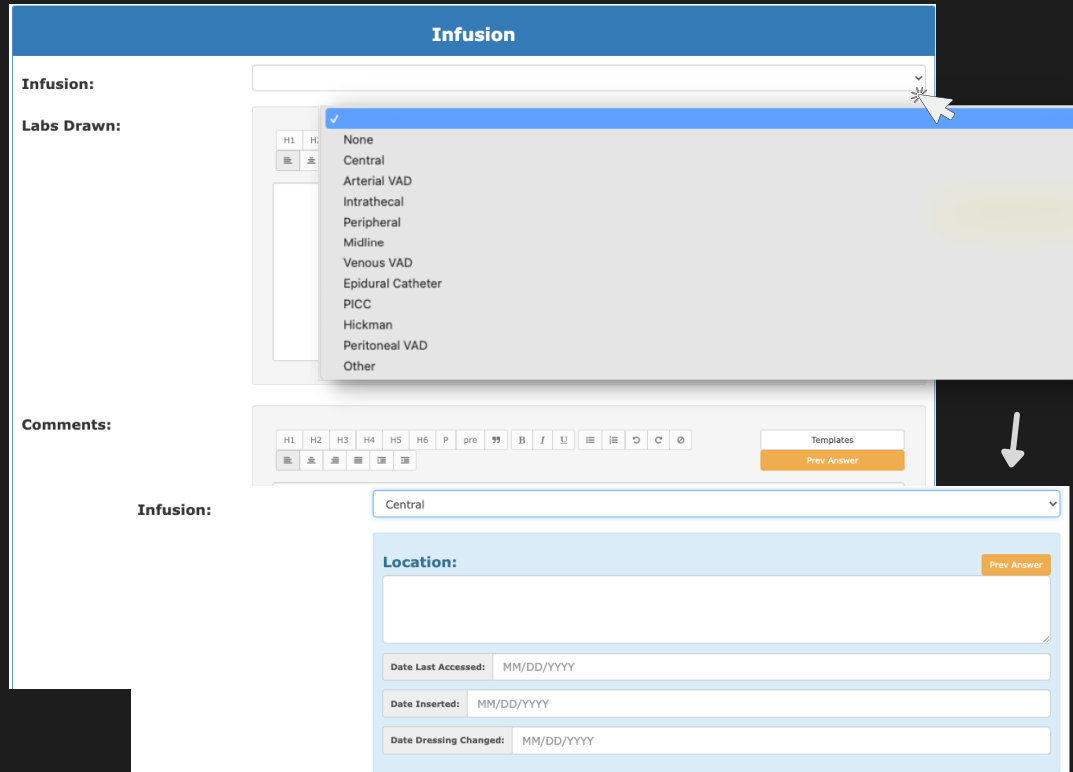 Infusion
Infusion:
Labs Drawn:
H1
✓
None
Central
Arterial VAD
Intrathecal
Peripheral
Midline
Venous VAD
Epidural Catheter
PICC
Hickman
Peritoneal VAD
Other
Comments:
H1 H2 H3 H4 H5 H6 P pre B I U
Templates
Prev Answer
Infusion:
Central
Location:
Prev Answer
Date Last Accessed: MM/DD/YYYY
Date Inserted: MM/DD/YYYY
Date Dressing Changed: MM/DD/YYYY